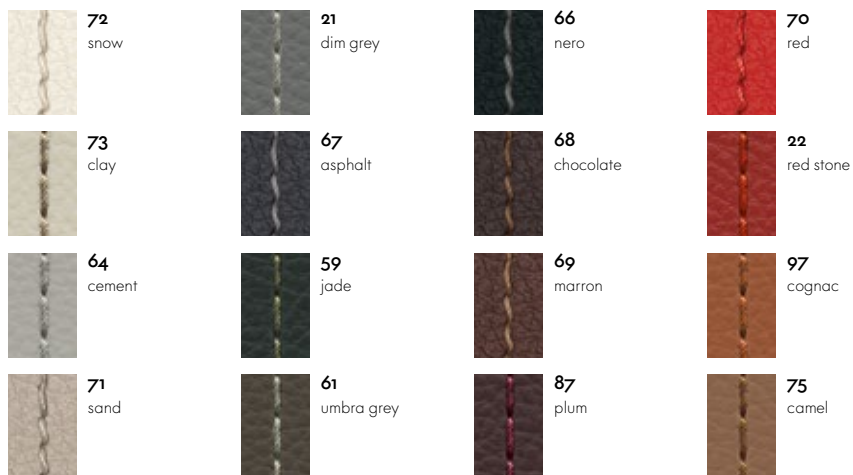 72
snow
21
dim grey
66
nero
70
red
73
clay
67
asphalt
68
chocolate
22
red stone
64
cement
59
jade
69
marron
97
cognac
71
sand
61
umbra grey
87
plum
75
camel